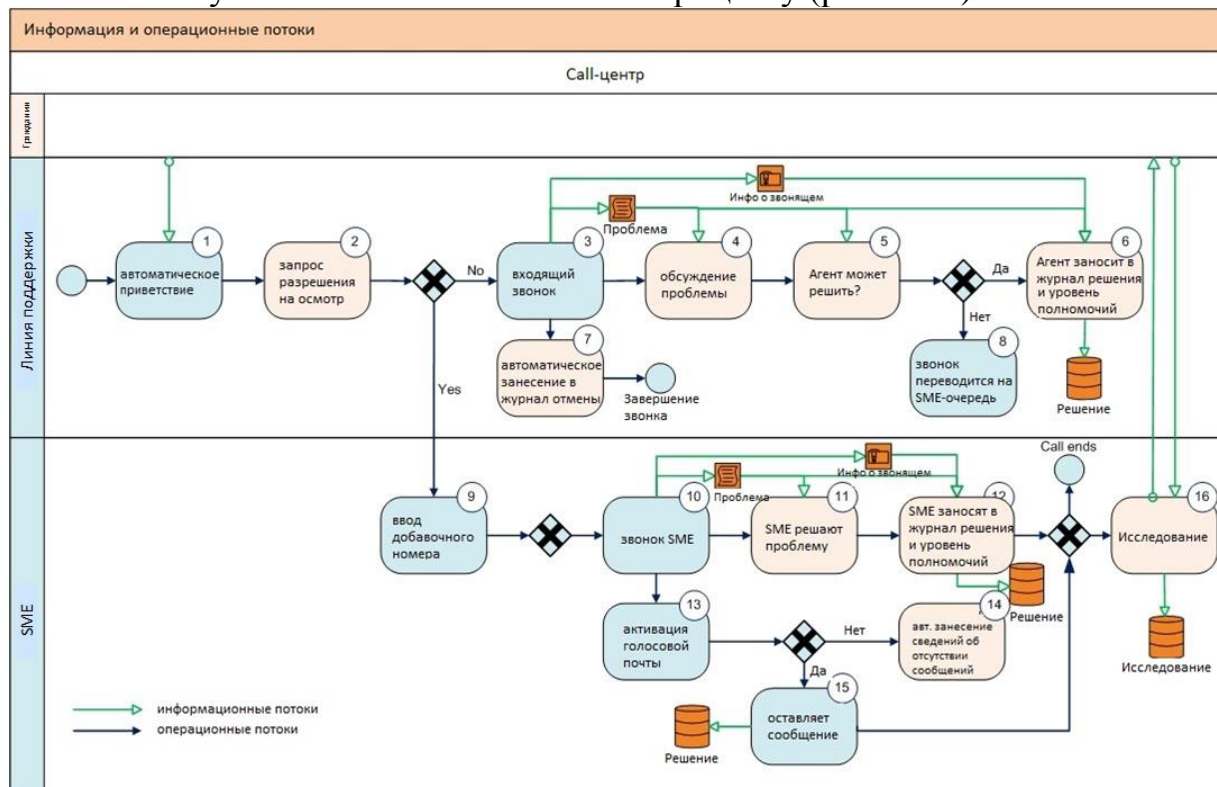 Информация и операционные потоки
Call-центр
Гражданин
Линия поддержки
1
автоматическое
приветствие
2
запрос
разрешения
на осмотр
No
Yes
3
входящий
звонок
Проблема
Инфо о звонящем
4
обсуждение
проблемы
5
Агент может
решить?
Да
Нет
6
Агент заносит в
журнал решения
и уровень
полномочий
Решение
7
автоматическое
занесение в
журнал отмены
Завершение
звонка
8
звонок
переводится на
SME-очередь
SME
9
ввод
добавочного
номера
10
звонок SME
Проблема
Инфо о звонящем
11
SME решают
проблему
12
SME заносят в
журнал решения
и уровень
полномочий
Решение
Call ends
16
Исследование
Исследование
13
активация
голосовой
почты
Нет
Да
14
авт. занесение
сведений об
отсутствии
сообщений
15
оставляет
сообщение
Решение
информационные потоки
операционные потоки